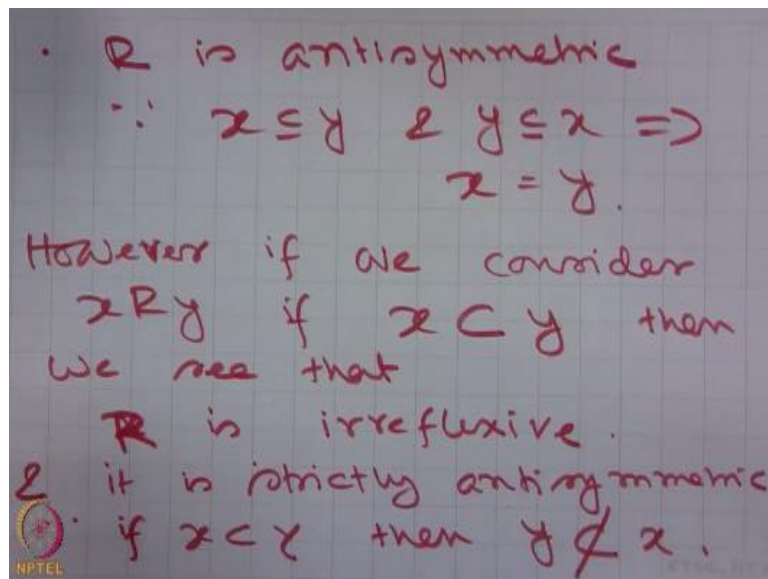 · R is antisymmetric
∵ x ⊆ y & y ⊆ x =>
x = y.
However if we consider
x R y if x ⊂ y then
we see that
R is irreflexive.
& it is strictly antisymmetric
∵ if x ⊂ y then y ⊄ x.
NPTEL